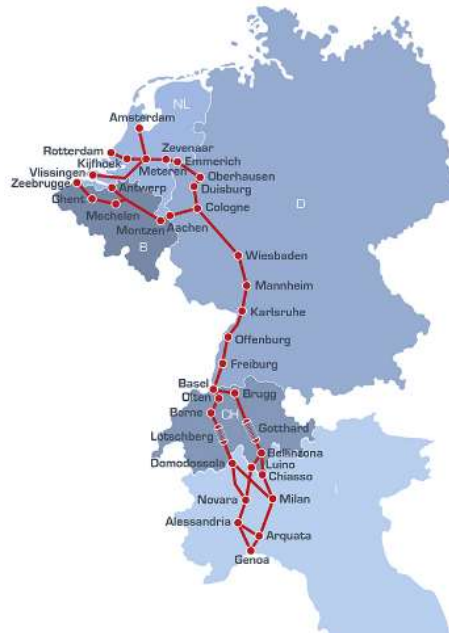 NL
Amsterdam
Rotterdam
Zevenaar
Kijfhoek
Emmerich
Meteren
Vlissingen
Oberhausen
Zeebrugge
Antwerp
Duisburg
D
Ghent
Cologne
Mechelen
Aachen
Montzen
B
Wiesbaden
Mannheim
Karlsruhe
Offenburg
Freiburg
Basel
Brugg
Olten
Berne
CH
Gotthard
Lötschberg
Bellinzona
Domodossola
Luino
Chiasso
I
Novara
Milan
Alessandria
Arquata
Genoa